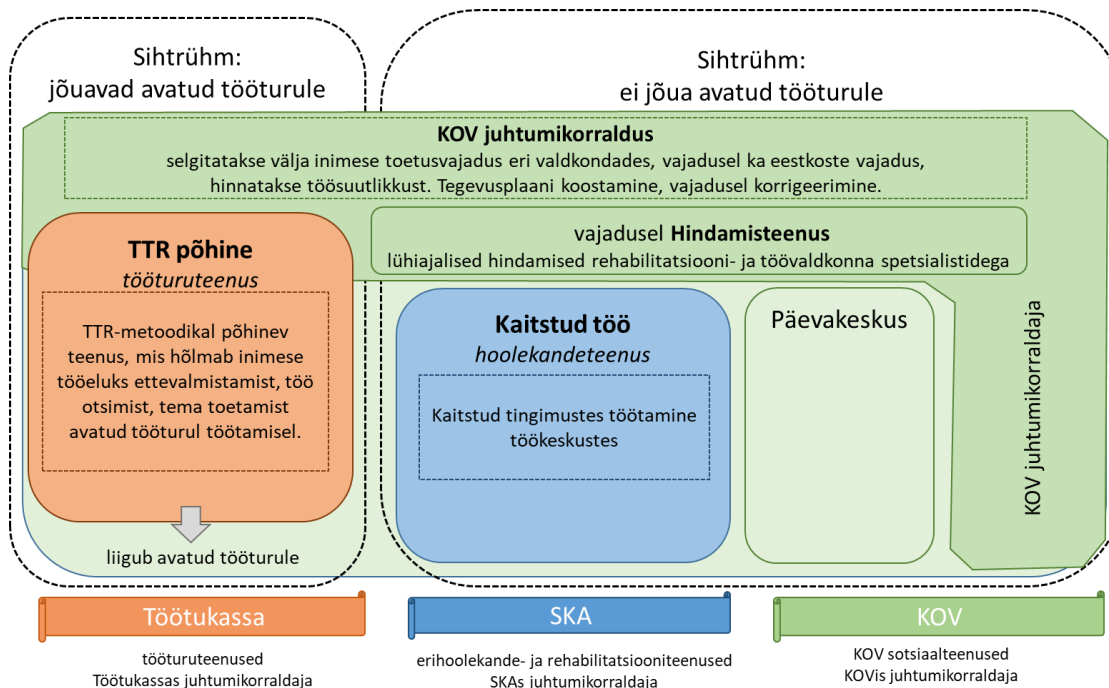 Sihtrühm:
jõuavad avatud tööturule
Sihtrühm:
ei jõua avatud tööturule
KOV juhtumikorraldus
selgitatakse välja inimese toetusvajadus eri valdkondades, vajadusel ka eestkoste vajadus,
hinnatakse töösuutlikkust. Tegevusplaani koostamine, vajadusel korrigeerimine.
TTR põhine
tööturuteenus
TTR-metoodikal põhinev
teenus, mis hõlmab inimese
tööeluks ettevalmistamist, töö
otsimist, tema toetamist
avatud tööturul töötamisel.
liigub avatud tööturule
vajadusel Hindamisteenus
lühiajalised hindamised rehabilitatsiooni- ja töövaldkonna spetsialistidega
Kaitstud töö
hoolekandeteenus
Kaitstud tingimustes töötamine
töökeskustes
Päevakeskus
KOV juhtumikorraldaja
Töötukassa
tööturuteenused
Töötukassas juhtumikorraldaja
SKA
erihoolekande- ja rehabilitatsiooniteenused
SKAs juhtumikorraldaja
KOV
KOV sotsiaalteenused
KOVis juhtumikorraldaja